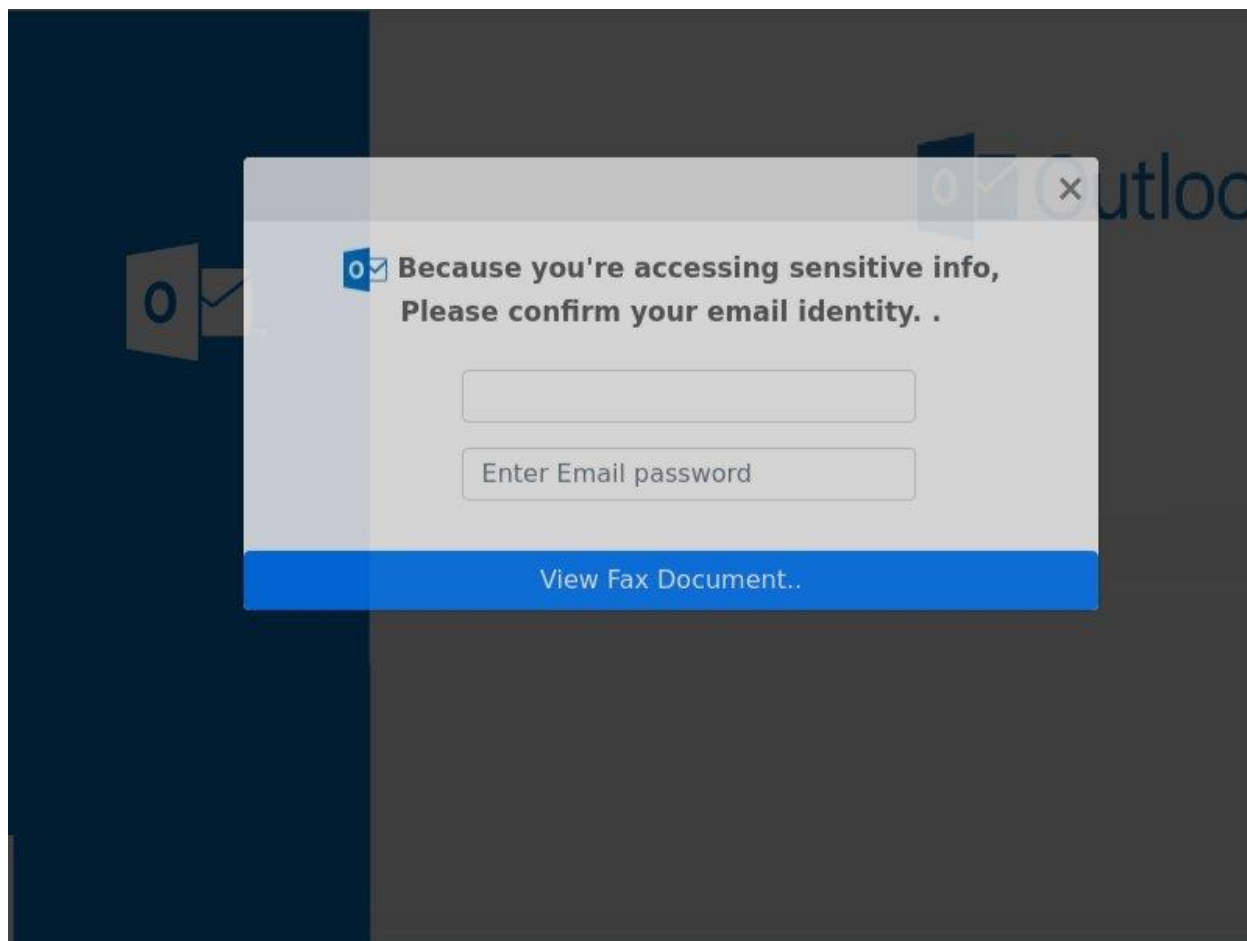 Outloo
Because you're accessing sensitive info,
Please confirm your email identity. .
Enter Email password
View Fax Document..